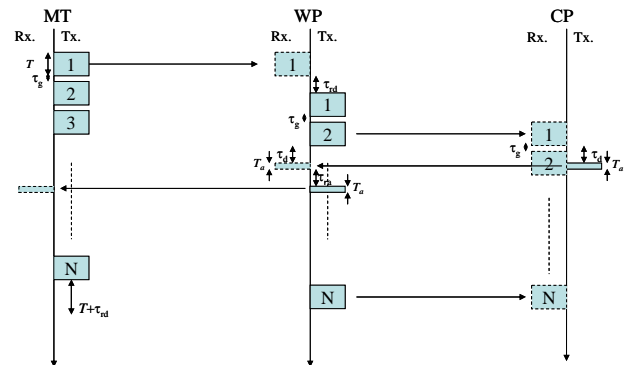 MT WP CP
Rx. Tx. Rx. Tx. Rx. Tx.
T 1 1
τg τrd
2 1
3 τg 2 1
τd τg τd
Ta 2 Ta
τra Ta
N
T+τrd N N